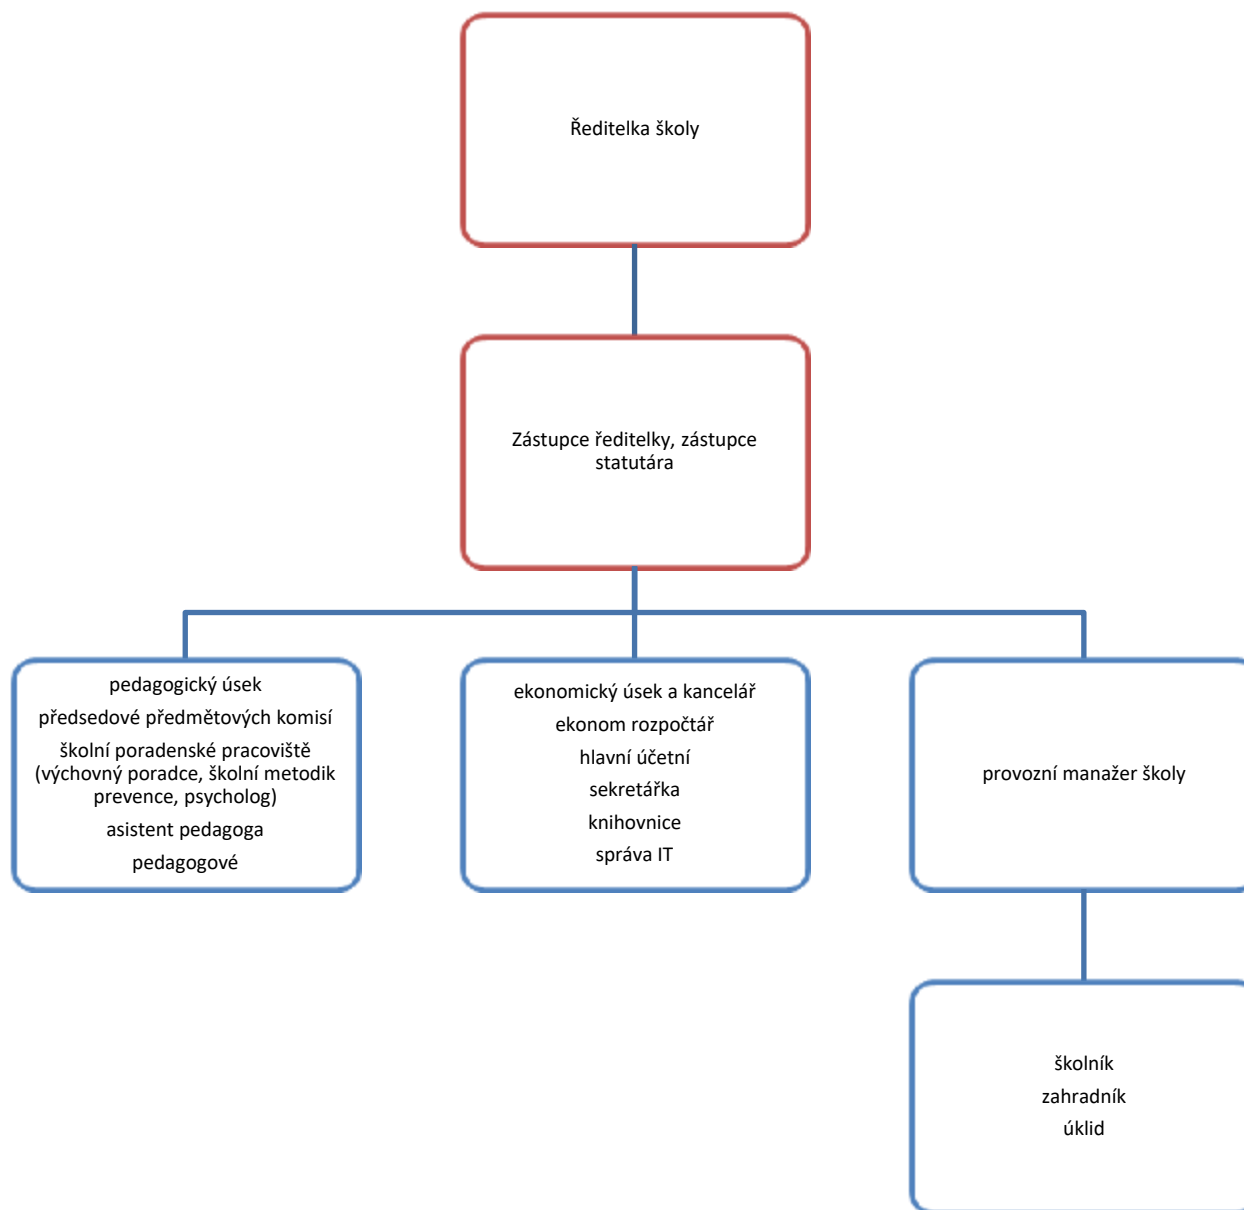 Ředitelka školy
Zástupce ředitelky, zástupce
statutára
pedagogický úsek
předsedové předmětových komisí
školní poradenské pracoviště
(výchovný poradce, školní metodik
prevence, psycholog)
asistent pedagoga
pedagogové
ekonomický úsek a kancelář
ekonom rozpočtář
hlavní účetní
sekretářka
knihovnice
správa IT
provozní manažer školy
školník
zahradník
úklid